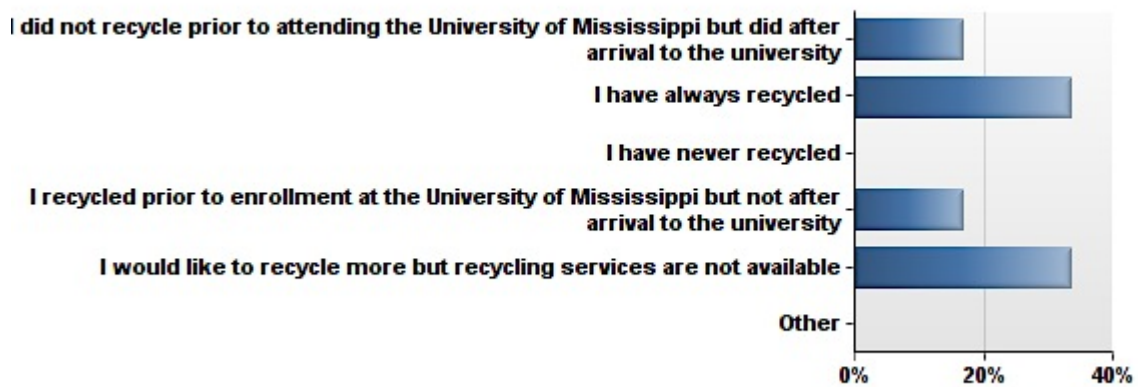 I did not recycle prior to attending the University of Mississippi but did after
arrival to the university
I have always recycled
I have never recycled
I recycled prior to enrollment at the University of Mississippi but not after
arrival to the university
I would like to recycle more but recycling services are not available
Other
0% 20% 40%